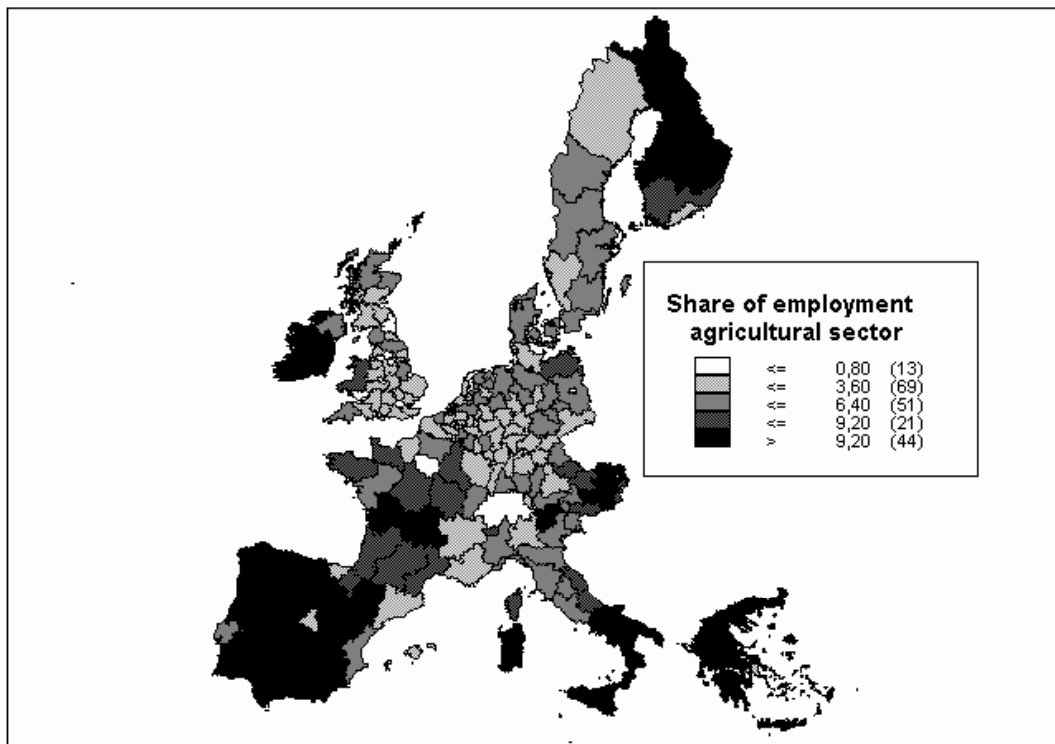 Share of employment
agricultural sector
<= 0,80 (13)
<= 3,60 (69)
<= 6,40 (51)
<= 9,20 (21)
> 9,20 (44)